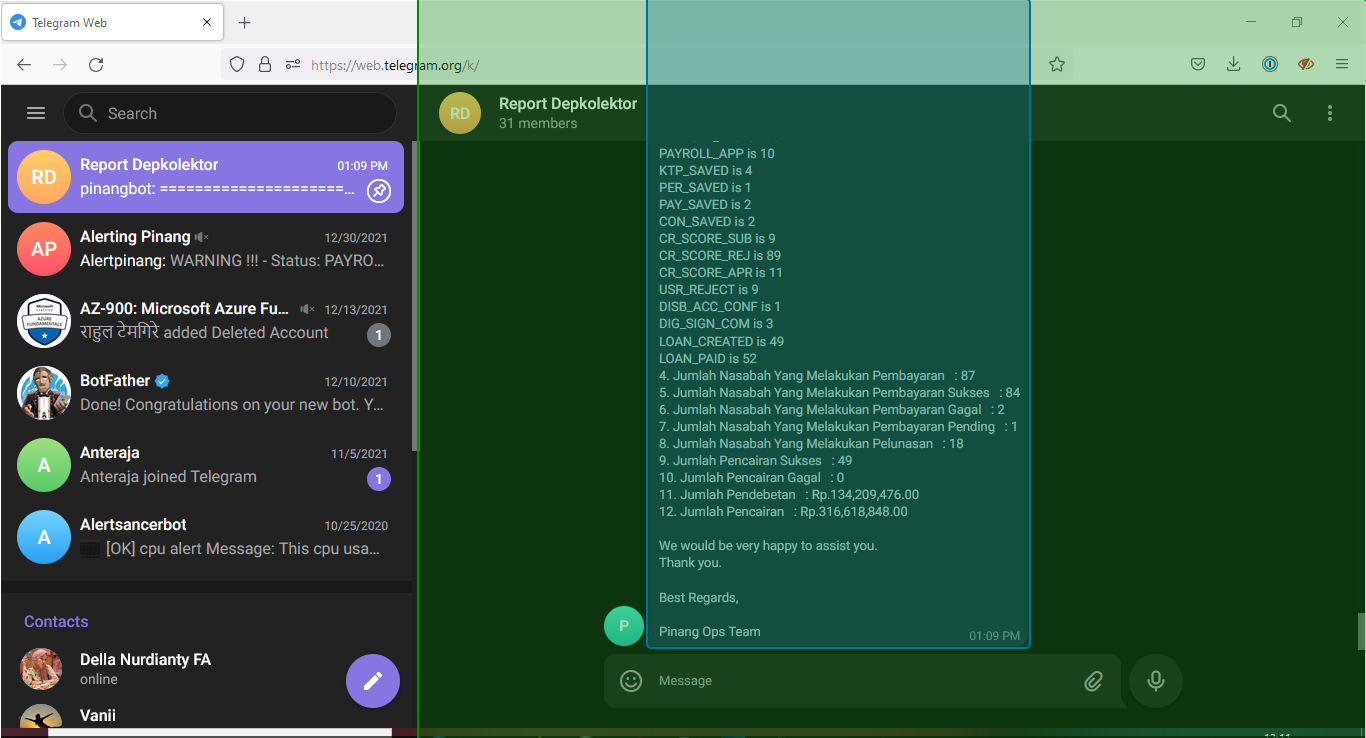 Telegram Web
https://web.telegram.org/k/
Search
RD
Report Depkolektor
01:09 PM
pinangbot: =====================…
AP
Alerting Pinang
12/30/2021
Alertpinang: WARNING !!! - Status: PAYRO…
AZ-900: Microsoft Azure Fu…
12/13/2021
राहुल टेमगिरे added Deleted Account
1
BotFather
12/10/2021
Done! Congratulations on your new bot. Y…
A
Anteraja
11/5/2021
Anteraja joined Telegram
1
A
Alertsancerbot
10/25/2020
[OK] cpu alert Message: This cpu usa…
Contacts
Della Nurdianty FA
online
Vanii
RD
Report Depkolektor
31 members
PAYROLL_APP is 10
KTP_SAVED is 4
PER_SAVED is 1
PAY_SAVED is 2
CON_SAVED is 2
CR_SCORE_SUB is 9
CR_SCORE_REJ is 89
CR_SCORE_APR is 11
USR_REJECT is 9
DISB_ACC_CONF is 1
DIG_SIGN_COM is 3
LOAN_CREATED is 49
LOAN_PAID is 52
4. Jumlah Nasabah Yang Melakukan Pembayaran : 87
5. Jumlah Nasabah Yang Melakukan Pembayaran Sukses : 84
6. Jumlah Nasabah Yang Melakukan Pembayaran Gagal : 2
7. Jumlah Nasabah Yang Melakukan Pembayaran Pending : 1
8. Jumlah Nasabah Yang Melakukan Pelunasan : 18
9. Jumlah Pencairan Sukses : 49
10. Jumlah Pencairan Gagal : 0
11. Jumlah Pendebetan : Rp.134,209,476.00
12. Jumlah Pencairan : Rp.316,618,848.00
We would be very happy to assist you.
Thank you.
Best Regards,
Pinang Ops Team
01:09 PM
P
Message